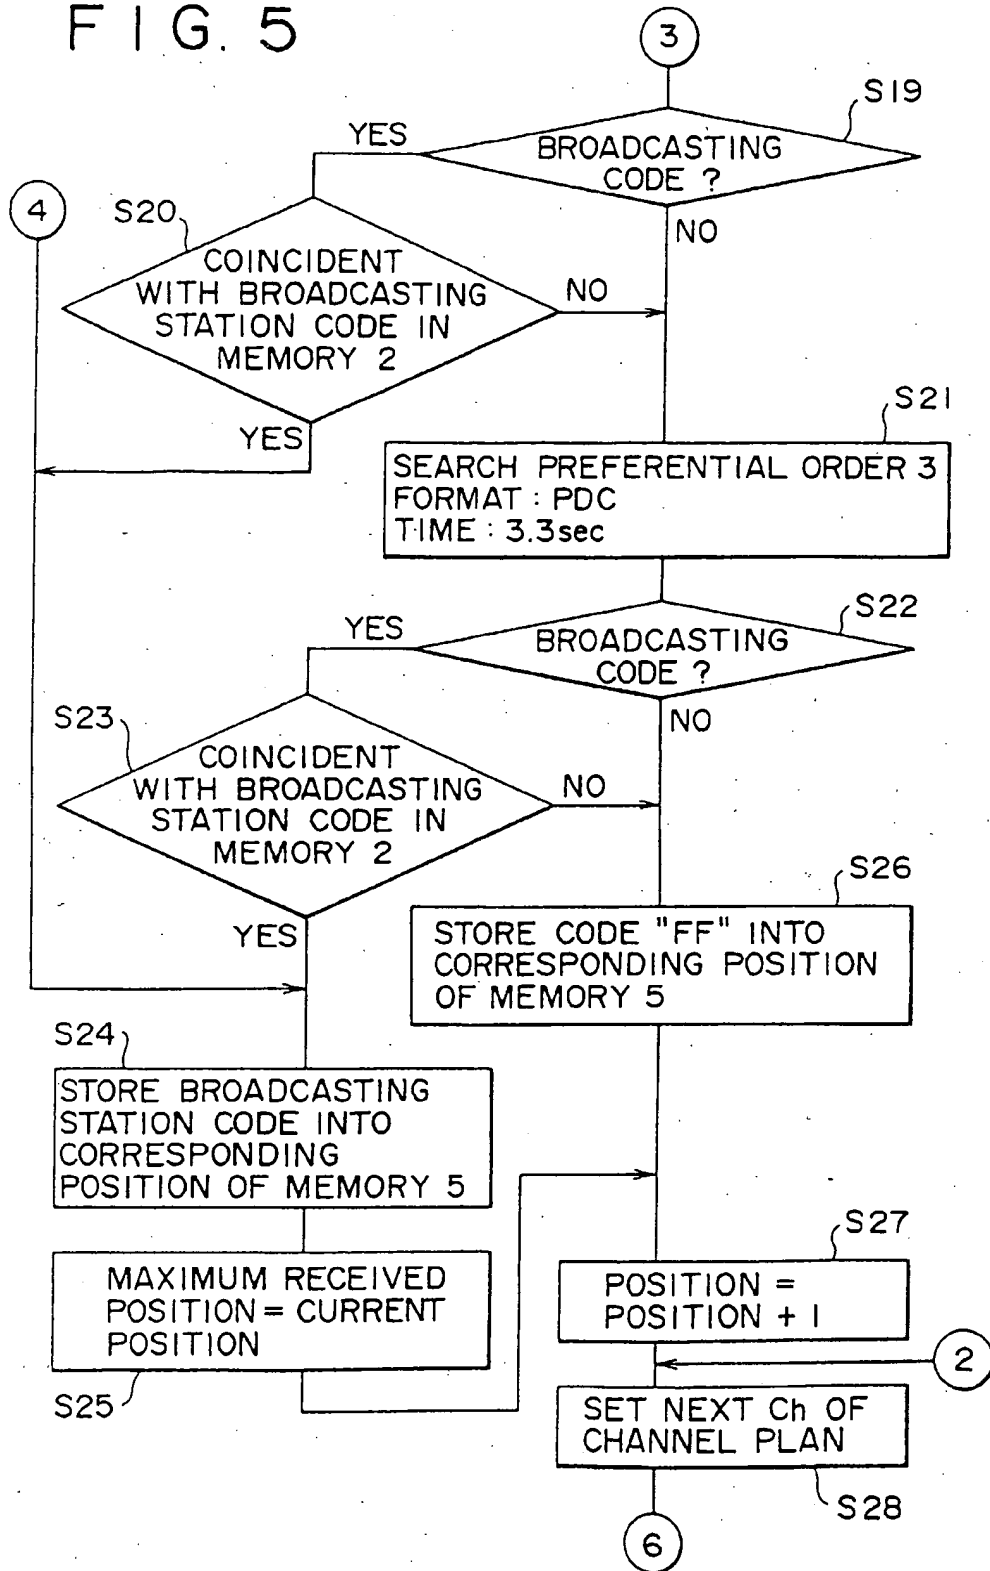 FIG. 5
3
S19
YES
BROADCASTING
CODE ?
NO
4
S20
COINCIDENT
WITH BROADCASTING
STATION CODE IN
MEMORY 2
NO
YES
S21
SEARCH PREFERENTIAL ORDER 3
FORMAT : PDC
TIME : 3.3sec
S22
YES
BROADCASTING
CODE ?
NO
S23
COINCIDENT
WITH BROADCASTING
STATION CODE IN
MEMORY 2
NO
YES
S26
STORE CODE "FF" INTO
CORRESPONDING POSITION
OF MEMORY 5
S24
STORE BROADCASTING
STATION CODE INTO
CORRESPONDING
POSITION OF MEMORY 5
S27
POSITION =
POSITION + 1
MAXIMUM RECEIVED
POSITION = CURRENT
POSITION
S25
2
SET NEXT Ch OF
CHANNEL PLAN
S28
6